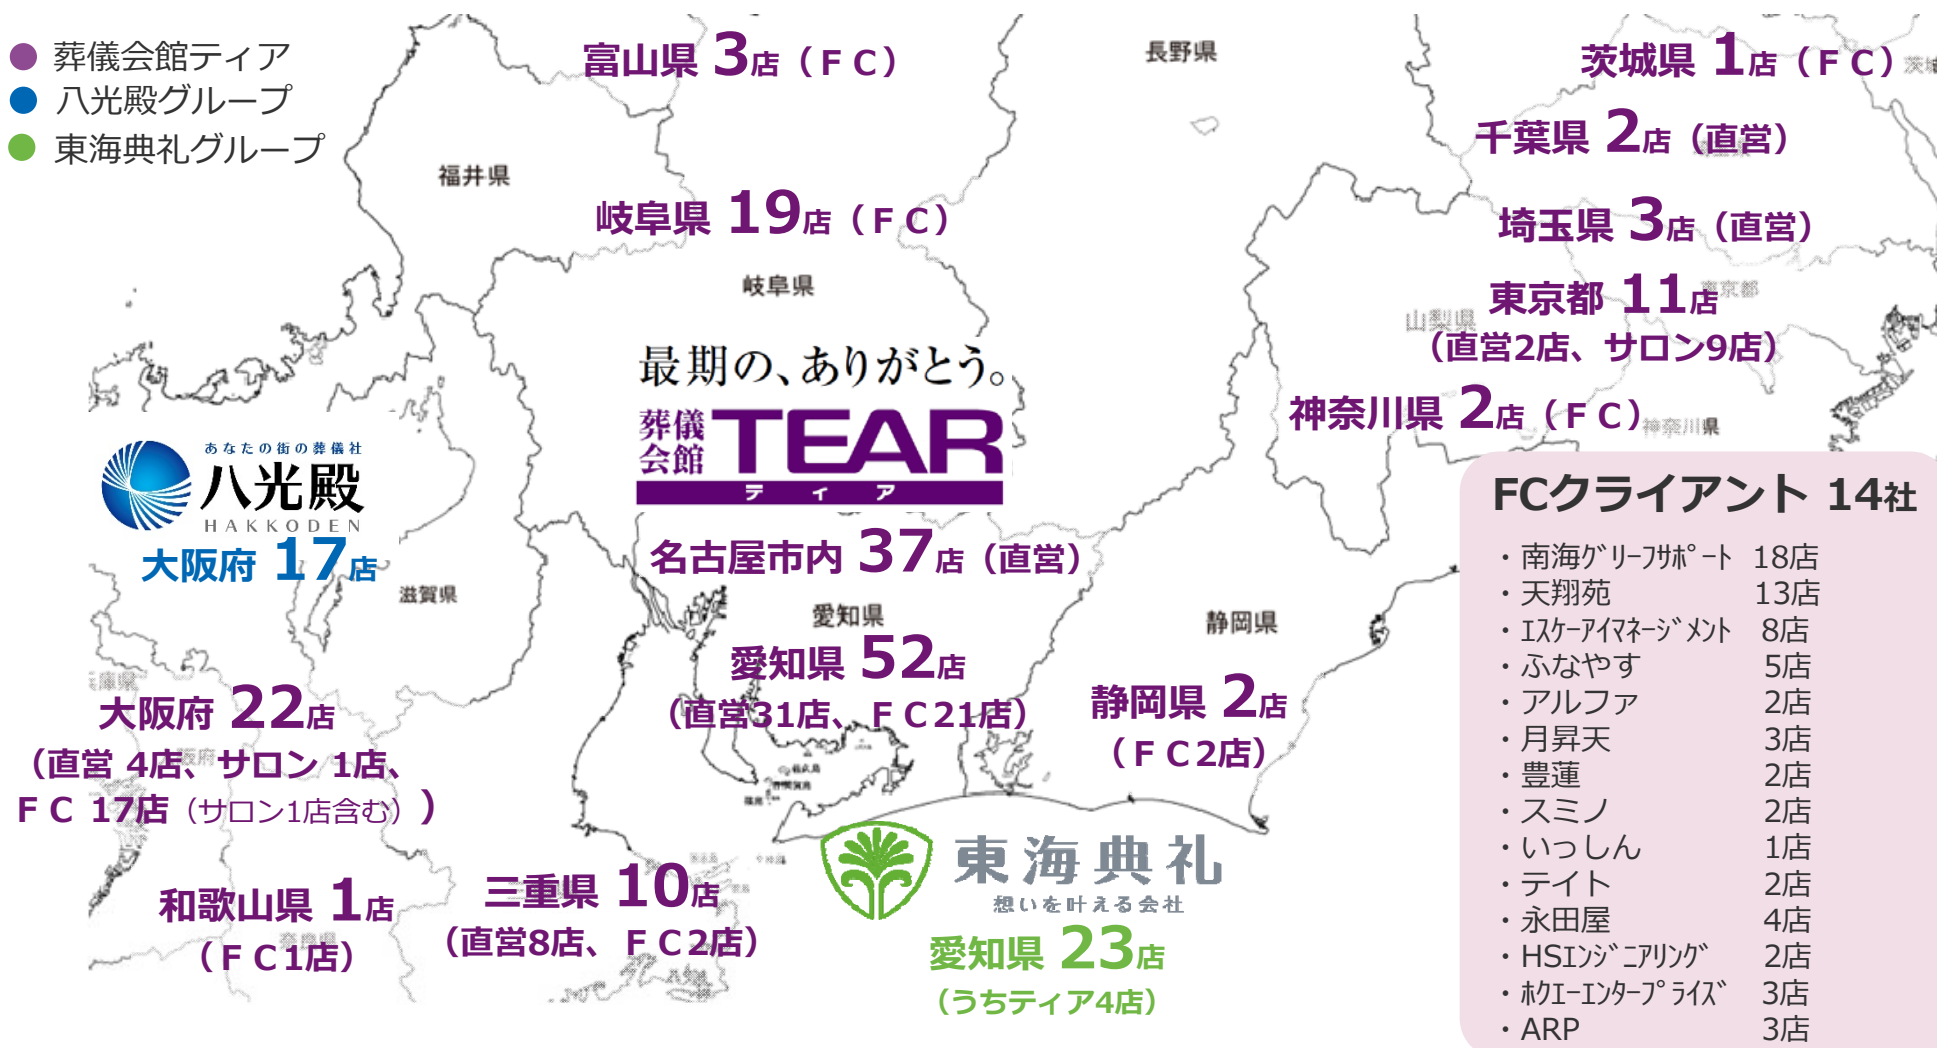 葬儀会館ティア
八光殿グループ
東海典礼グループ
富山県 3店（ＦＣ）
長野県
茨城県 1店（ＦＣ）
千葉県 2店（直営）
福井県
岐阜県 19店（ＦＣ）
埼玉県 3店（直営）
岐阜県
東京都 11店
東京都
山梨県
（直営2店、サロン9店）
最期の、ありがとう。
葬儀会館 TEAR
ティア
神奈川県 2店（ＦＣ）
神奈川県
あなたの街の葬儀社
八光殿
HAKKODEN
大阪府 17店
名古屋市内 37店（直営）
滋賀県
愛知県
静岡県
愛知県 52店
（直営31店、ＦＣ21店）
静岡県 2店
（ＦＣ2店）
兵庫県
大阪府 22店
（直営 4店、サロン 1店、
ＦＣ 17店（サロン1店含む））
和歌山県 1店
（ＦＣ1店）
奈良県
三重県 10店
（直営8店、ＦＣ2店）
東海典礼
想いを叶える会社
愛知県 23店
（うちティア4店）
FCクライアント 14社
・南海ｸﾞﾘｰﾌｻﾎﾟｰﾄ 18店
・天翔苑 13店
・ｴｽｹｰｱｲﾏﾈｰｼﾞﾒﾝﾄ 8店
・ふなやす 5店
・アルファ 2店
・月昇天 3店
・豊蓮 2店
・スミノ 2店
・いっしん 1店
・テイト 2店
・永田屋 4店
・HSｴﾝｼﾞﾆｱﾘﾝｸﾞ 2店
・ﾎｸｴｰｴﾝﾀｰﾌﾟﾗｲｽﾞ 3店
・ARP 3店